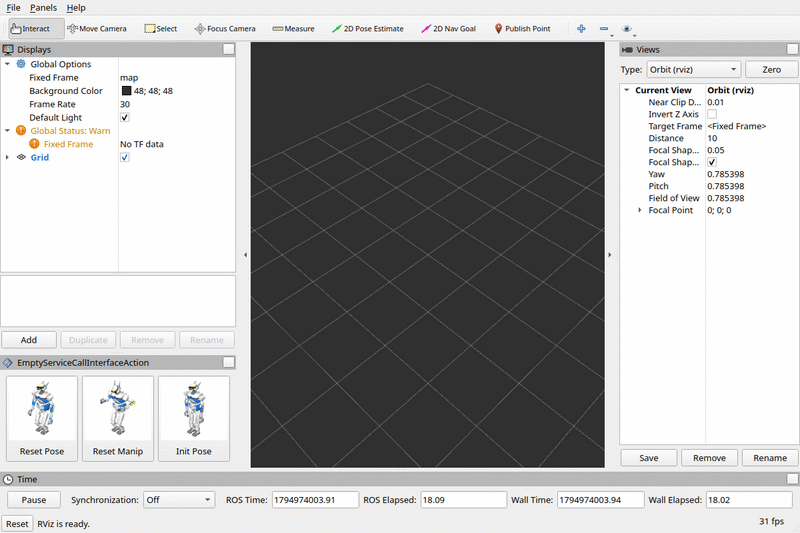 File Panels Help
Interact Move Camera Select Focus Camera Measure 2D Pose Estimate 2D Nav Goal Publish Point
Displays
Global Options
Fixed Frame map
Background Color 48; 48; 48
Frame Rate 30
Default Light
Global Status: Warn
Fixed Frame No TF data
Grid
Add Duplicate Remove Rename
EmptyServiceCallInterfaceAction
Reset Pose Reset Manip Init Pose
Views
Type: Orbit (rviz) Zero
Current View Orbit (rviz)
Near Clip D... 0.01
Invert Z Axis
Target Frame <Fixed Frame>
Distance 10
Focal Shap... 0.05
Focal Shap...
Yaw 0.785398
Pitch 0.785398
Field of View 0.785398
Focal Point 0; 0; 0
Save Remove Rename
Time
Pause Synchronization: Off ROS Time: 1794974003.91 ROS Elapsed: 18.09 Wall Time: 1794974003.94 Wall Elapsed: 18.02
Reset RViz is ready. 31 fps